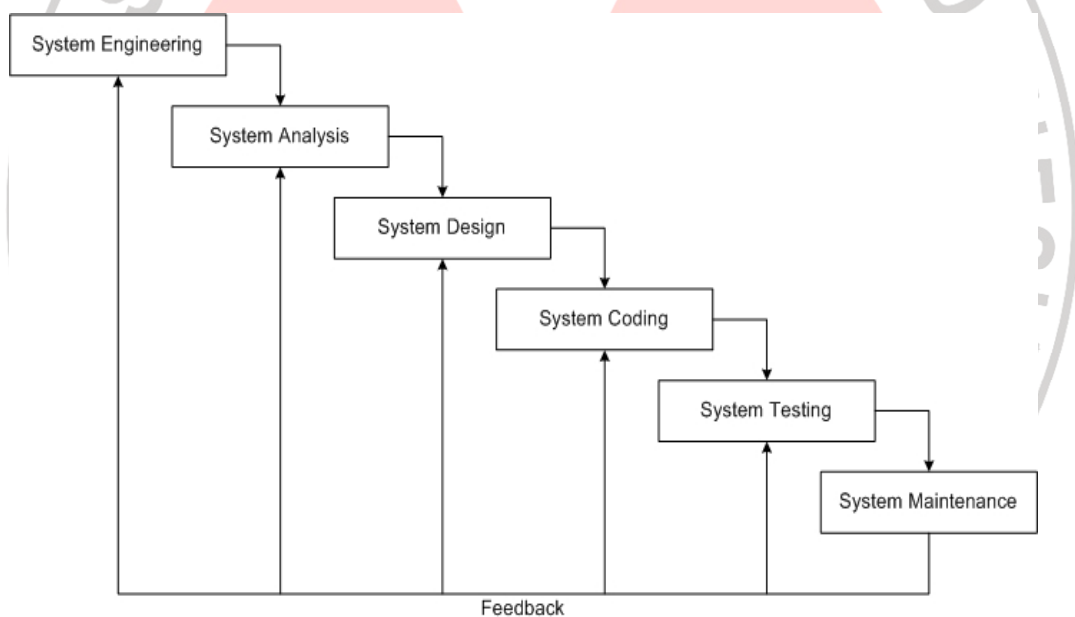 System Engineering
System Analysis
System Design
System Coding
System Testing
System Maintenance
Feedback